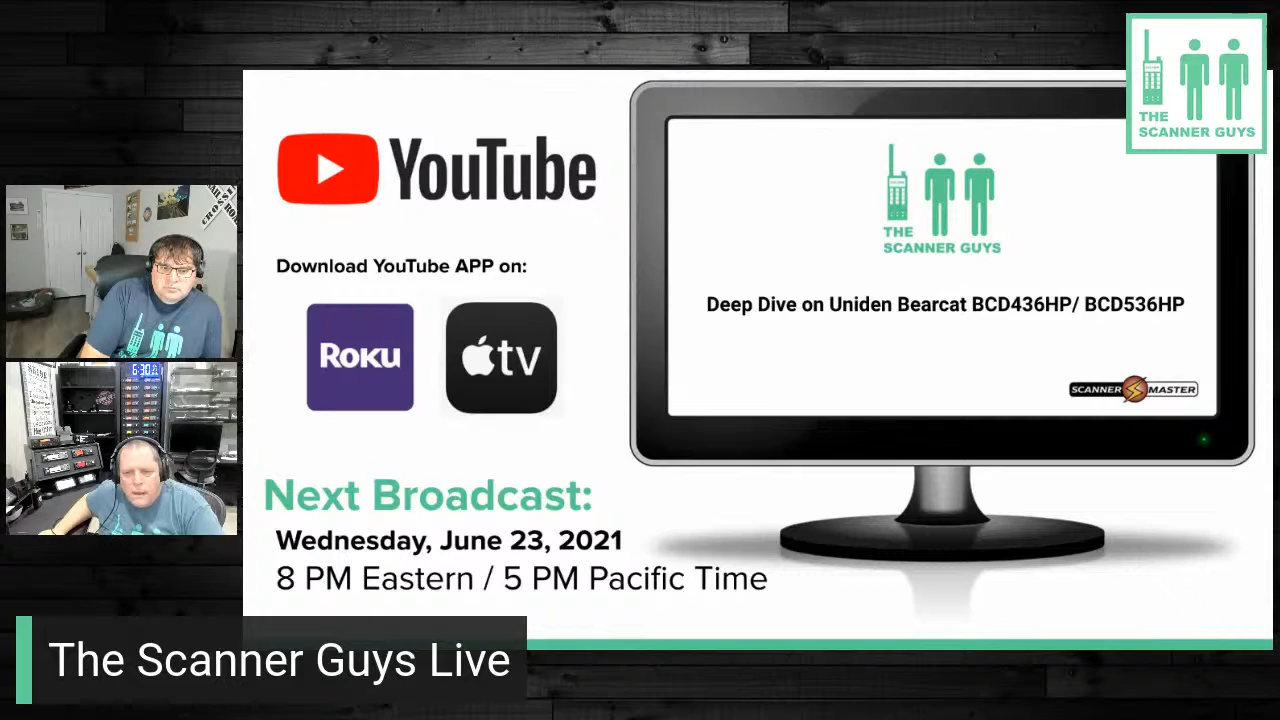 THE
SCANNER GUYS
YouTube
Download YouTube APP on:
ROKU
tv
THE
SCANNER GUYS
Deep Dive on Uniden Bearcat BCD436HP/ BCD536HP
SCANNER MASTER
Next Broadcast:
Wednesday, June 23, 2021
8 PM Eastern / 5 PM Pacific Time
6:30
The Scanner Guys Live